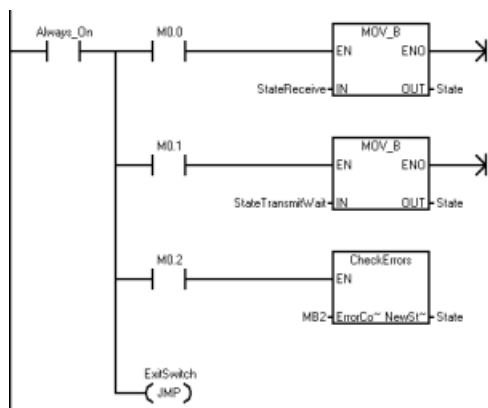 Always_On
M0.0
MOV_B
EN ENO
StateReceive IN OUT State
M0.1
MOV_B
EN ENO
StateTransmitWait IN OUT State
M0.2
CheckErrors
EN
MB2 ErrorCo~ NewSt~ State
ExitSwitch
JMP